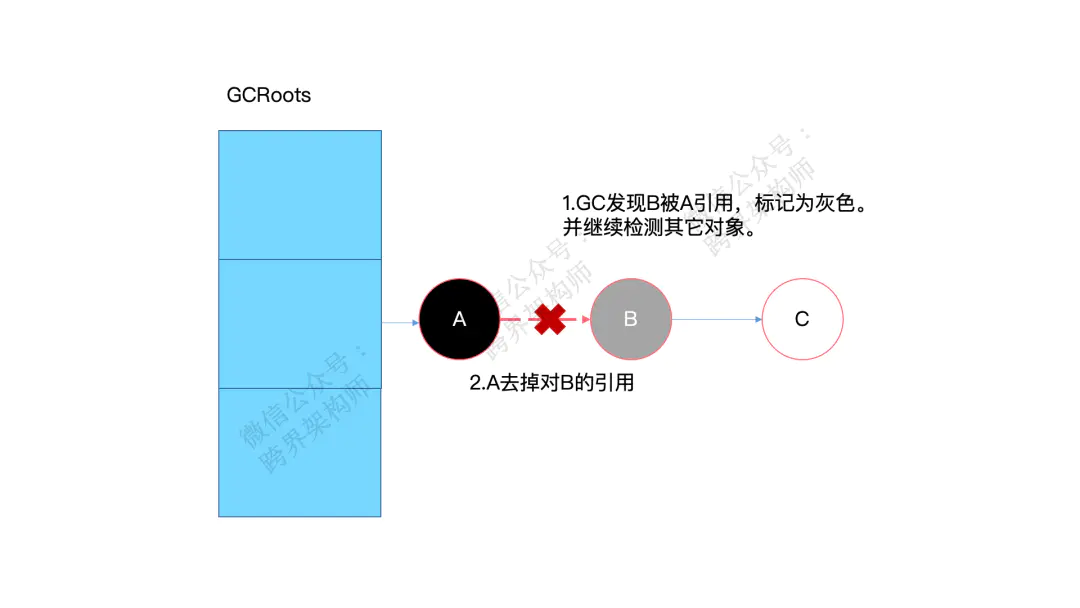 GCRoots
微信公众号：
跨界架构师
1.GC发现B被A引用，标记为灰色。
并继续检测其它对象。
微信公众号：
跨界架构师
A
B
C
2.A去掉对B的引用
微信公众号：
跨界架构师